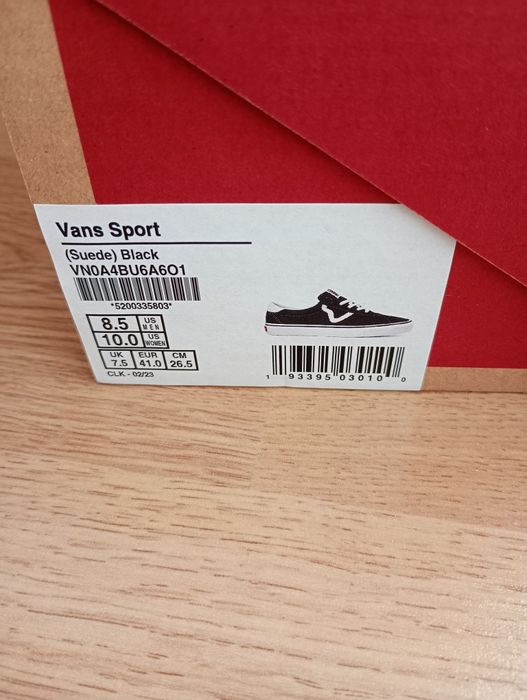 Vans Sport
(Suede) Black
VN0A4BU6A6O1
*5200335803*
8.5 US MEN
10.0 US WOMEN
UK EUR CM
7.5 41.0 26.5
CLK - 02/23
1 93395 03010 0